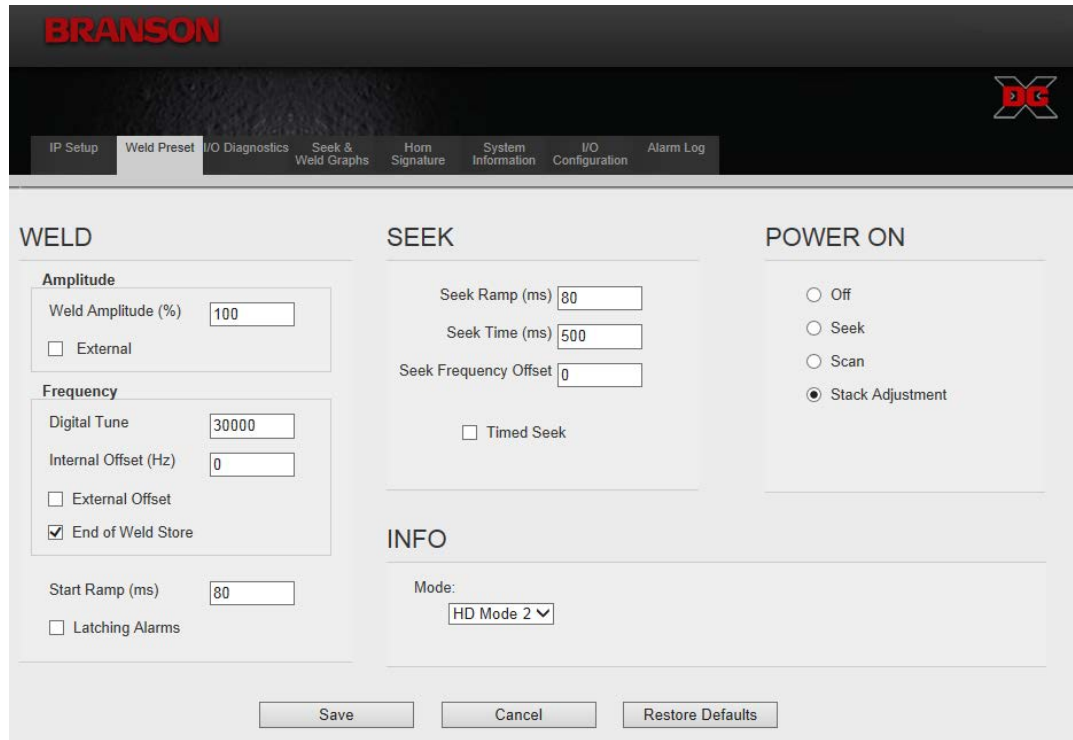 BRANSON
DG X
IP Setup
Weld Preset
I/O Diagnostics
Seek &
Weld Graphs
Horn
Signature
System
Information
I/O
Configuration
Alarm Log
WELD
Amplitude
Weld Amplitude (%) 100
External
Frequency
Digital Tune 30000
Internal Offset (Hz) 0
External Offset
End of Weld Store
Start Ramp (ms) 80
Latching Alarms
SEEK
Seek Ramp (ms) 80
Seek Time (ms) 500
Seek Frequency Offset 0
Timed Seek
POWER ON
Off
Seek
Scan
Stack Adjustment
INFO
Mode:
HD Mode 2
Save
Cancel
Restore Defaults